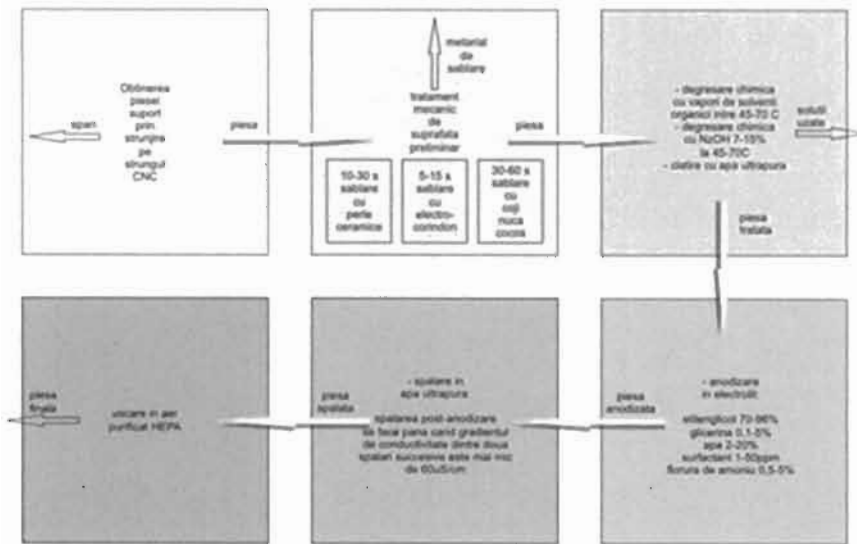 Obtinerea
piesei
suport
prin
strunjire
pe
strungul
CNC
span
piesa
material
de
sablare
tratament
mecanic
de
suprafata
preliminar
10-30 s
sablare
cu
perle
ceramice
5-15 s
sablare
cu
electro-
corindon
30-60 s
sablare
cu
coji
nuca
cocos
piesa
- degresare chimica
cu vapori de solventi
organici intre 45-70 C
- degresare chimica
cu NaOH 7-15%
la 45-70C
- clatire cu apa ultrapura
solutii
uzate
piesa
tratata
- anodizare
in electrolit:
etilenglicol 70-96%
glicerina 0,1-5%
apa 2-20%
surfactant 1-50ppm
florura de amoniu 0,5-5%
piesa
anodizata
- spalare in
apa ultrapura
spalarea post-anodizare
se face pana cand gradientul
de conductivitate dintre doua
spalari succesive este mai mic
de 60uS/cm
piesa
spalata
uscare in aer
purificat HEPA
piesa
finala